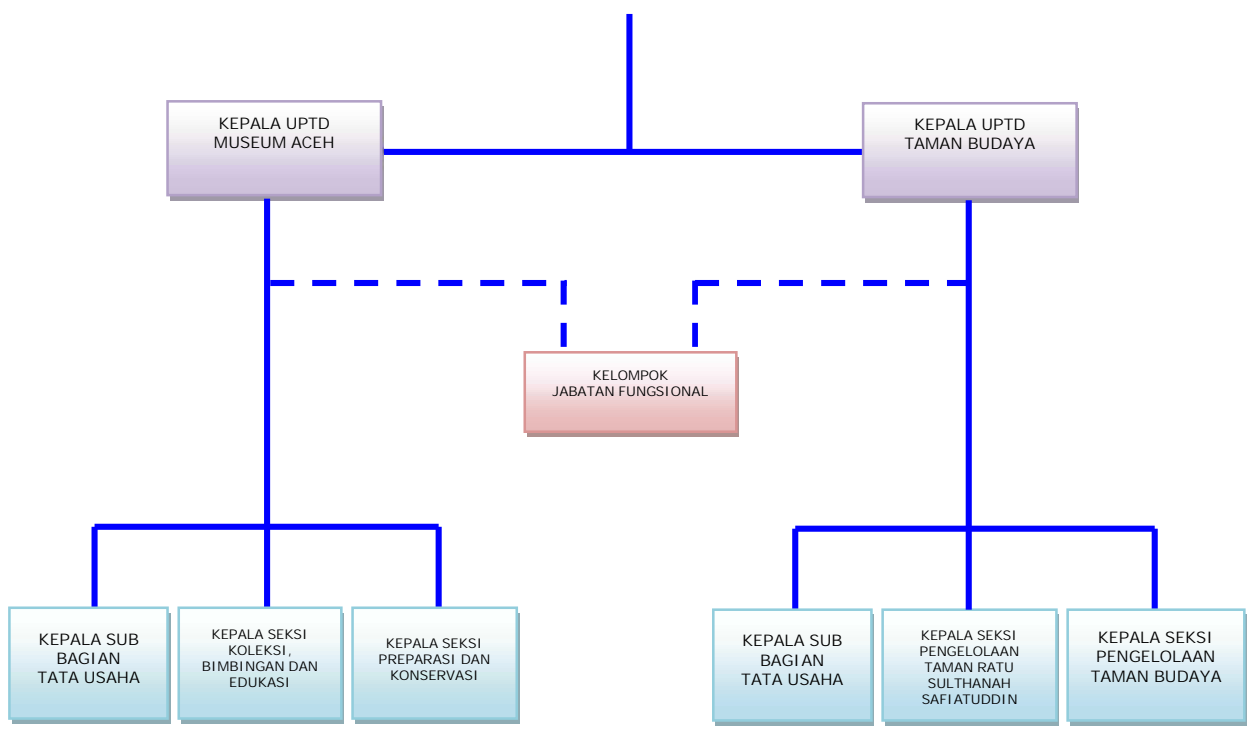 KEPALA UPTD
MUSEUM ACEH
KEPALA UPTD
TAMAN BUDAYA
KELOMPOK
JABATAN FUNGSIONAL
KEPALA SUB
BAGIAN
TATA USAHA
KEPALA SEKSI
KOLEKSI,
BIMBINGAN DAN
EDUKASI
KEPALA SEKSI
PREPARASI DAN
KONSERVASI
KEPALA SUB
BAGIAN
TATA USAHA
KEPALA SEKSI
PENGELOLAAN
TAMAN RATU
SULTHANAH
SAFIATUDDIN
KEPALA SEKSI
PENGELOLAAN
TAMAN BUDAYA